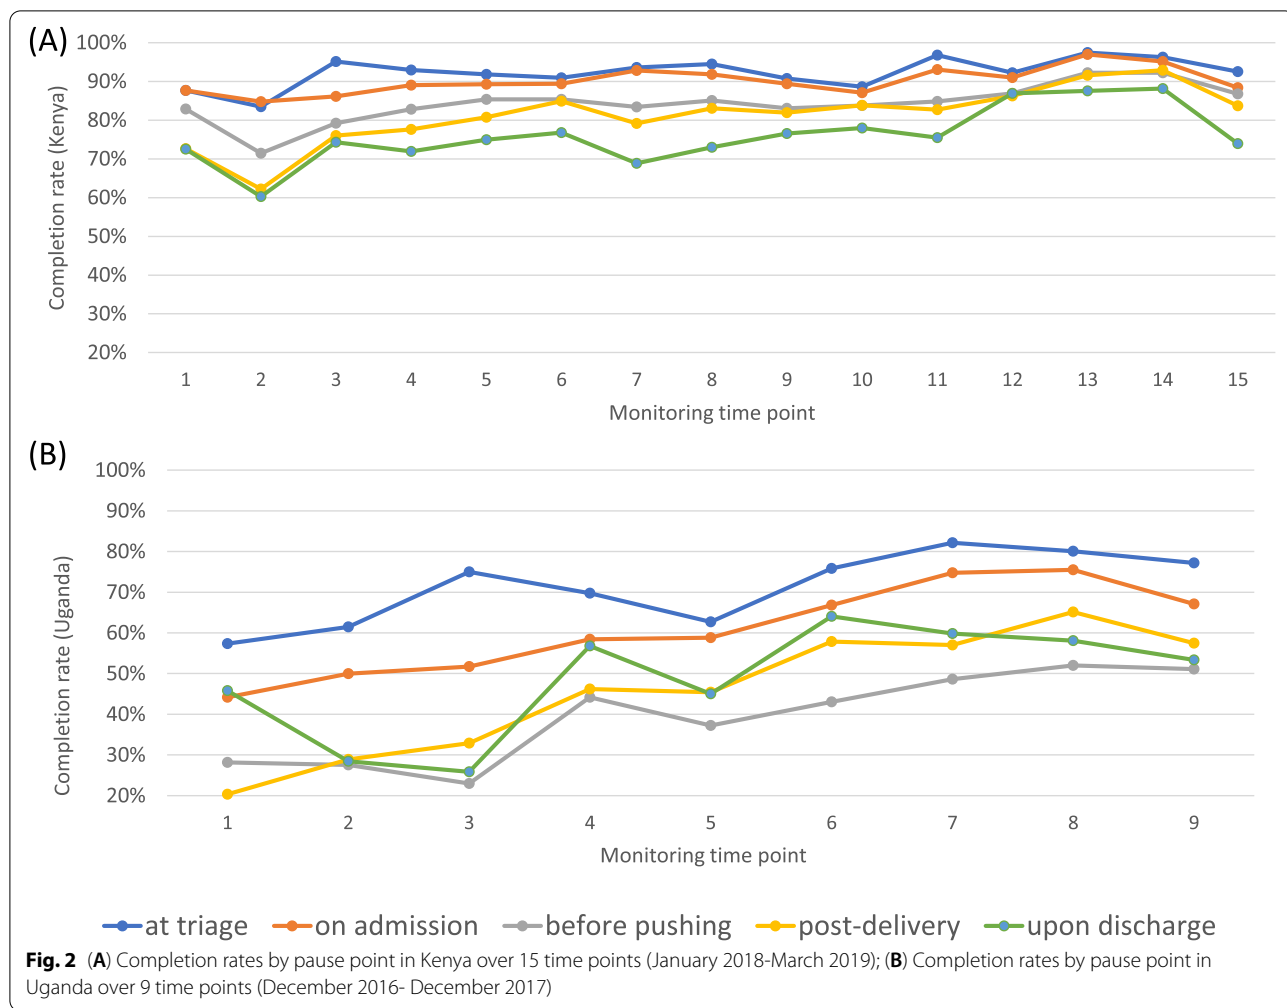 (A)
100%
90%
80%
70%
60%
50%
40%
30%
20%
Completion rate (Kenya)
1 2 3 4 5 6 7 8 9 10 11 12 13 14 15
Monitoring time point
(B)
100%
90%
80%
70%
60%
50%
40%
30%
20%
Completion rate (Uganda)
1 2 3 4 5 6 7 8 9
Monitoring time point
at triage on admission before pushing post-delivery upon discharge
Fig. 2 (A) Completion rates by pause point in Kenya over 15 time points (January 2018-March 2019); (B) Completion rates by pause point in
Uganda over 9 time points (December 2016- December 2017)